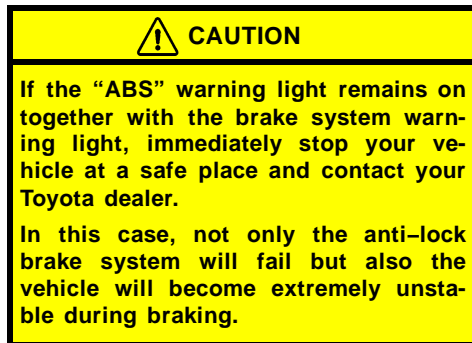 CAUTION
If the “ABS” warning light remains on
together with the brake system warn-
ing light, immediately stop your ve-
hicle at a safe place and contact your
Toyota dealer.
In this case, not only the anti–lock
brake system will fail but also the
vehicle will become extremely unsta-
ble during braking.